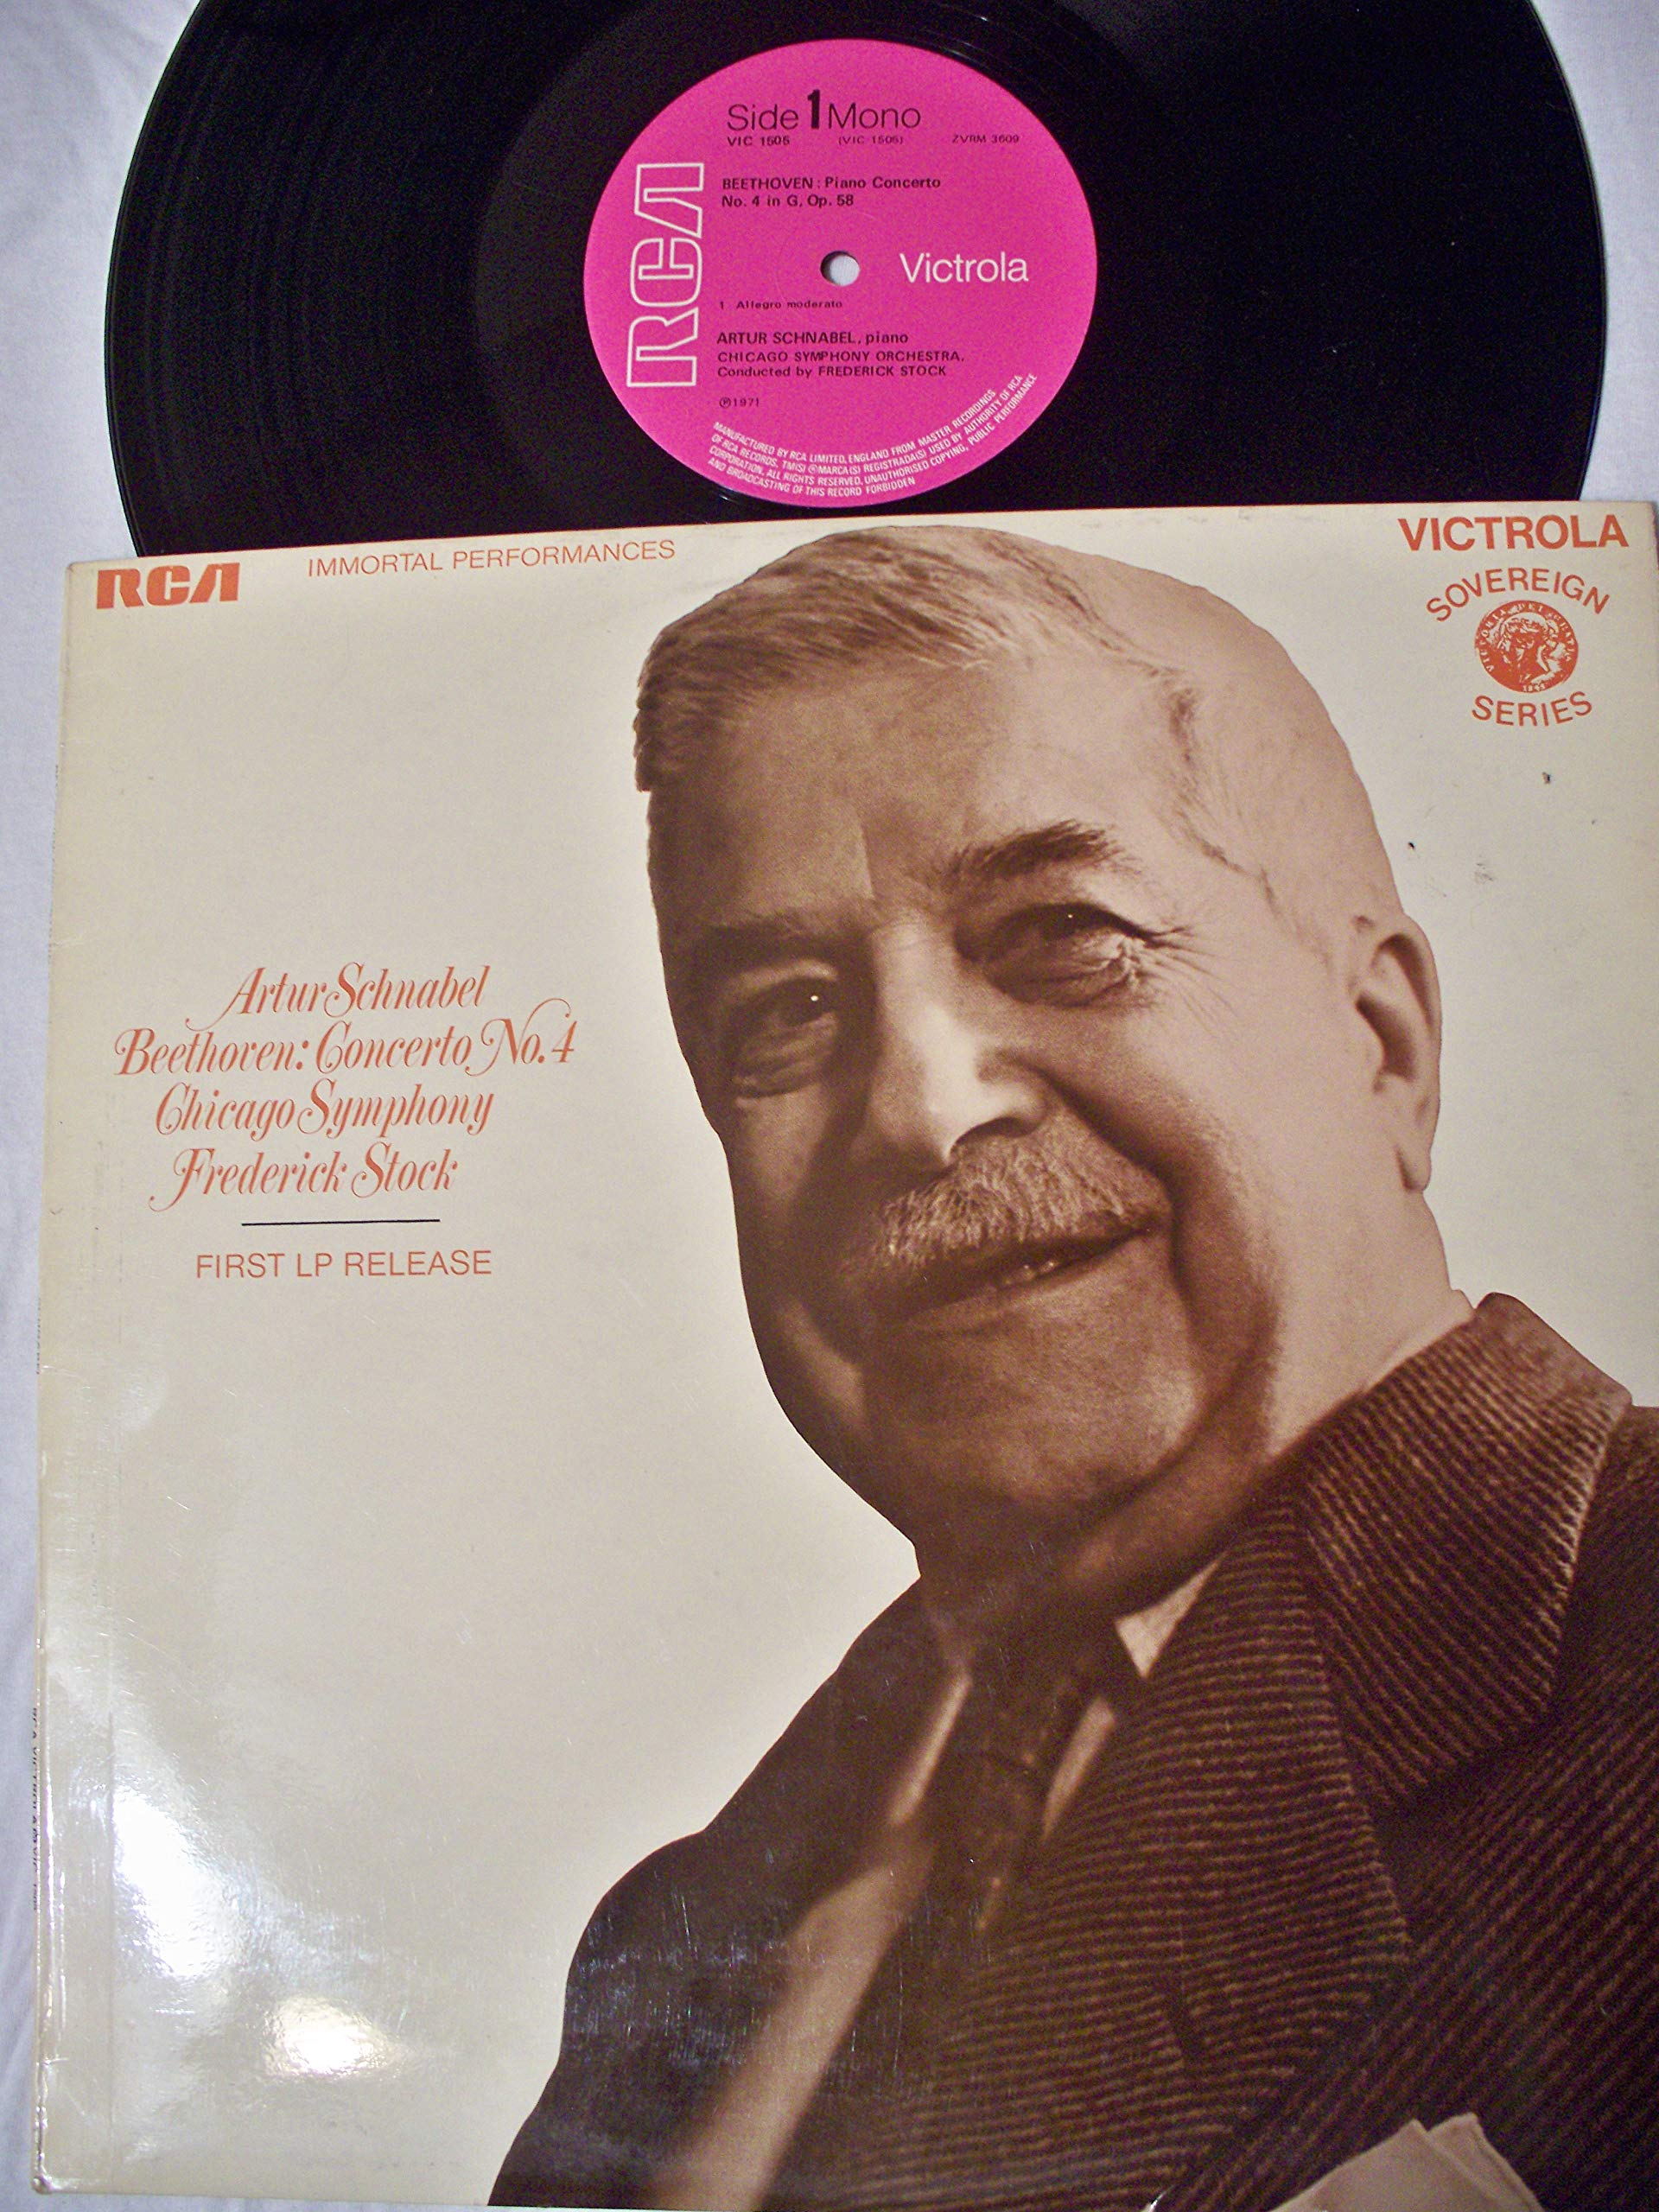 Side 1 Mono
VIC 1505 (VIC 1505) ZVRM 3609
BEETHOVEN : Piano Concerto
No. 4 in G, Op. 58
RCA
Victrola
1 Allegro moderato
ARTUR SCHNABEL, piano
CHICAGO SYMPHONY ORCHESTRA.
Conducted by FREDERICK STOCK
℗1971
MANUFACTURED BY RCA LIMITED, ENGLAND FROM MASTER RECORDINGS
OF RCA RECORDS. TM(S) ® MARCA(S) REGISTRADA(S) USED BY AUTHORITY OF RCA
CORPORATION. ALL RIGHTS RESERVED, UNAUTHORISED COPYING, PUBLIC PERFORMANCE
AND BROADCASTING OF THIS RECORD FORBIDDEN
RCA IMMORTAL PERFORMANCES
VICTROLA
SOVEREIGN
SERIES
Artur Schnabel
Beethoven: Concerto No. 4
Chicago Symphony
Frederick Stock
FIRST LP RELEASE